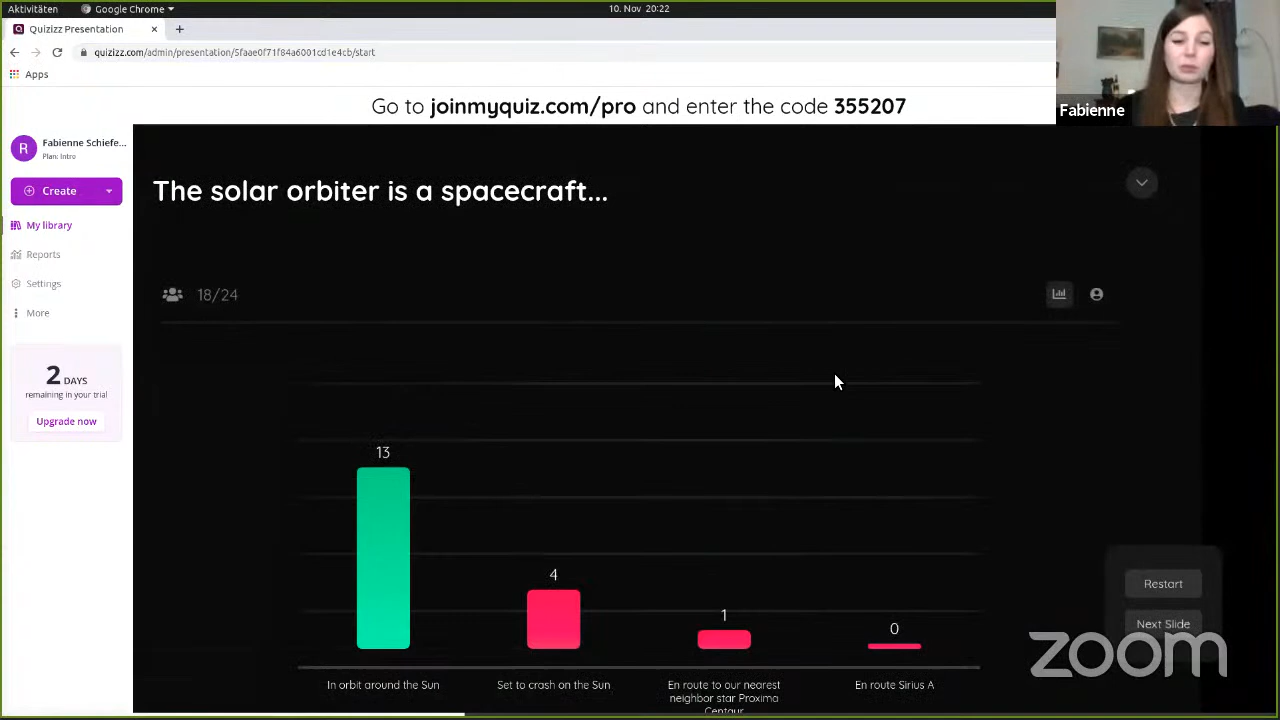 Aktivitäten
Google Chrome
10. Nov 20:22
Quizizz Presentation
quizizz.com/admin/presentation/5faae0f71f84a6001cd1e4cb/start
Apps
Go to joinmyquiz.com/pro and enter the code 355207
Fabienne
R
Fabienne Schiefe...
Plan: Intro
Create
My library
Reports
Settings
More
2 DAYS
remaining in your trial
Upgrade now
The solar orbiter is a spacecraft...
18/24
13
4
1
0
In orbit around the Sun
Set to crash on the Sun
En route to our nearest
neighbor star Proxima
Centaur
En route Sirius A
Restart
Next Slide
zoom